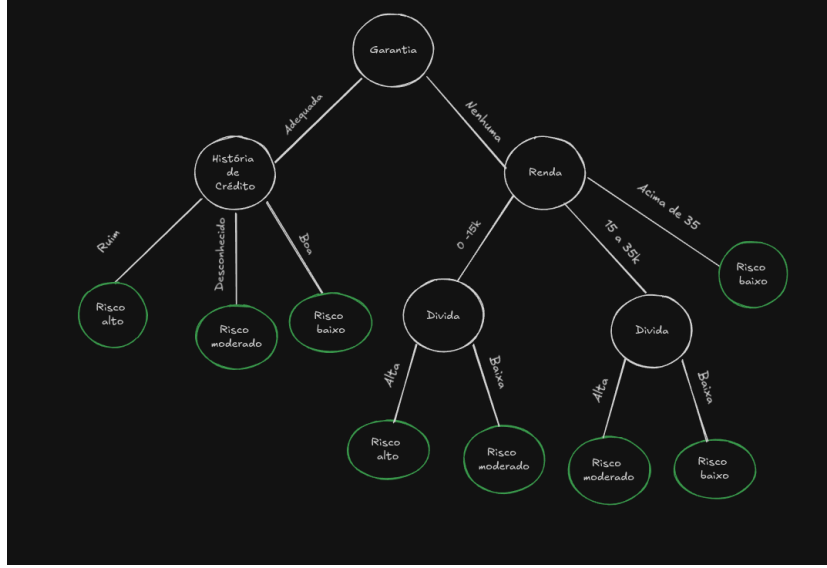 Garantia
Adequada
Nenhuma
História
de
Crédito
Renda
Ruim
Desconhecido
Boa
0 -15k
15 a 35k
Acima de 35
Risco
alto
Risco
moderado
Risco
baixo
Divida
Divida
Risco
baixo
Alta
Baixa
Alta
Baixa
Risco
alto
Risco
moderado
Risco
moderado
Risco
baixo